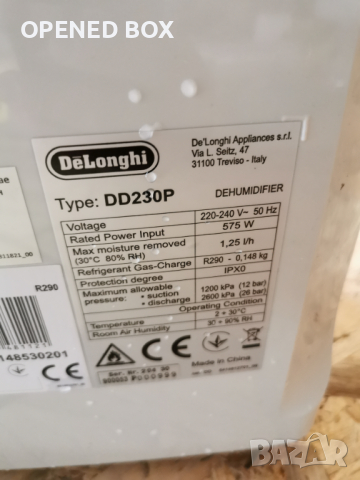 OPENED BOX
DeLonghi
De'Longhi Appliances s.r.l.
Via L. Seitz, 47
31100 Treviso - Italy
Type: DD230P
DEHUMIDIFIER
Voltage 220-240 V~ 50 Hz
Rated Power Input 575 W
Max moisture removed (30°C 80% RH) 1,25 l/h
Refrigerant Gas-Charge R290 - 0,148 kg
Protection degree IPX0
Maximum allowable pressure • suction 1200 kPa (12 bar)
• discharge 2600 kPa (26 bar)
Operating Condition
Temperature 2 ÷ 30°C
Room Air Humidity 30 ÷ 90% RH
R290
148530201
CE
CE
Made in China
bazar